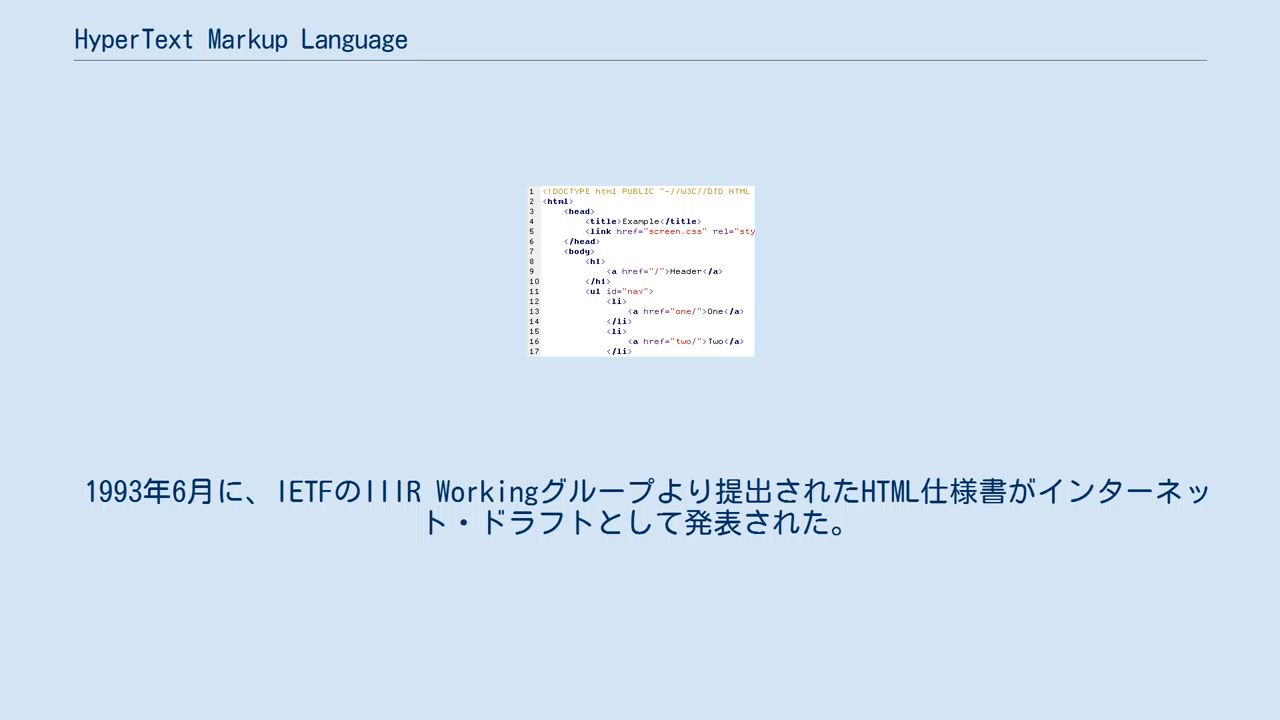 HyperText Markup Language
1 <!DOCTYPE html PUBLIC "-//W3C//DTD HTML
2 <html>
3 <head>
4 <title>Example</title>
5 <link href="screen.css" rel="sty
6 </head>
7 <body>
8 <h1>
9 <a href="/">Header</a>
10 </h1>
11 <ul id="nav">
12 <li>
13 <a href="one/">One</a>
14 </li>
15 <li>
16 <a href="two/">Two</a>
17 </li>
1993年6月に、IETFのIIIR Workingグループより提出されたHTML仕様書がインターネッ
ト・ドラフトとして発表された。